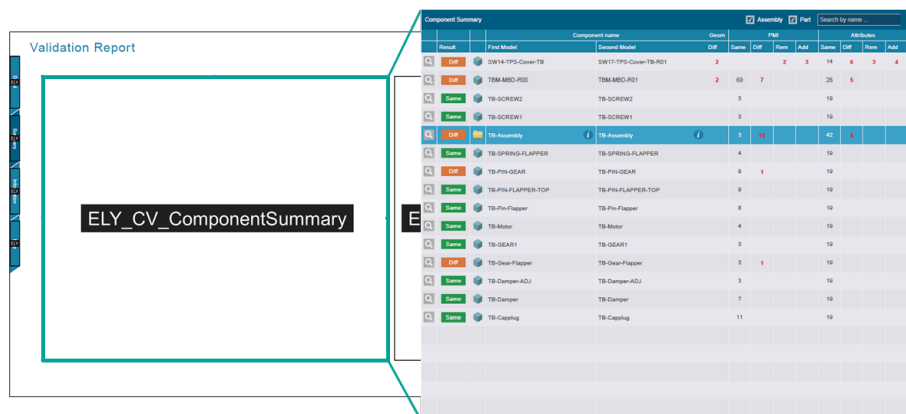 Validation Report
ELY_CV_ComponentSummary
E
Component Summary Assembly Part Search by name ...
Component name Geom PMI Attributes
Result First Model Second Model Diff Same Diff Rem Add Same Diff Rem Add
Diff SW14-TPS-Cover-TB SW17-TPS-Cover-TB-R01 2 2 3 14 6 3 4
Diff TBM-MBD-R00 TBM-MBD-R01 2 69 7 26 5
Same TB-SCREW2 TB-SCREW2 3 19
Same TB-SCREW1 TB-SCREW1 3 19
Diff TB-Assembly i TB-Assembly i 3 42
Same TB-SPRING-FLAPPER TB-SPRING-FLAPPER 4 19
Diff TB-PIN-GEAR TB-PIN-GEAR 9 1 19
Same TB-PIN-FLAPPER-TOP TB-PIN-FLAPPER-TOP 9 19
Same TB-Pin-Flapper TB-Pin-Flapper 8 19
Same TB-Motor TB-Motor 4 19
Same TB-GEAR1 TB-GEAR1 3 19
Diff TB-Gear-Flapper TB-Gear-Flapper 3 1 19
Same TB-Damper-ADJ TB-Damper-ADJ 3 19
Same TB-Damper TB-Damper 7 19
Same TB-Capplug TB-Capplug 11 19